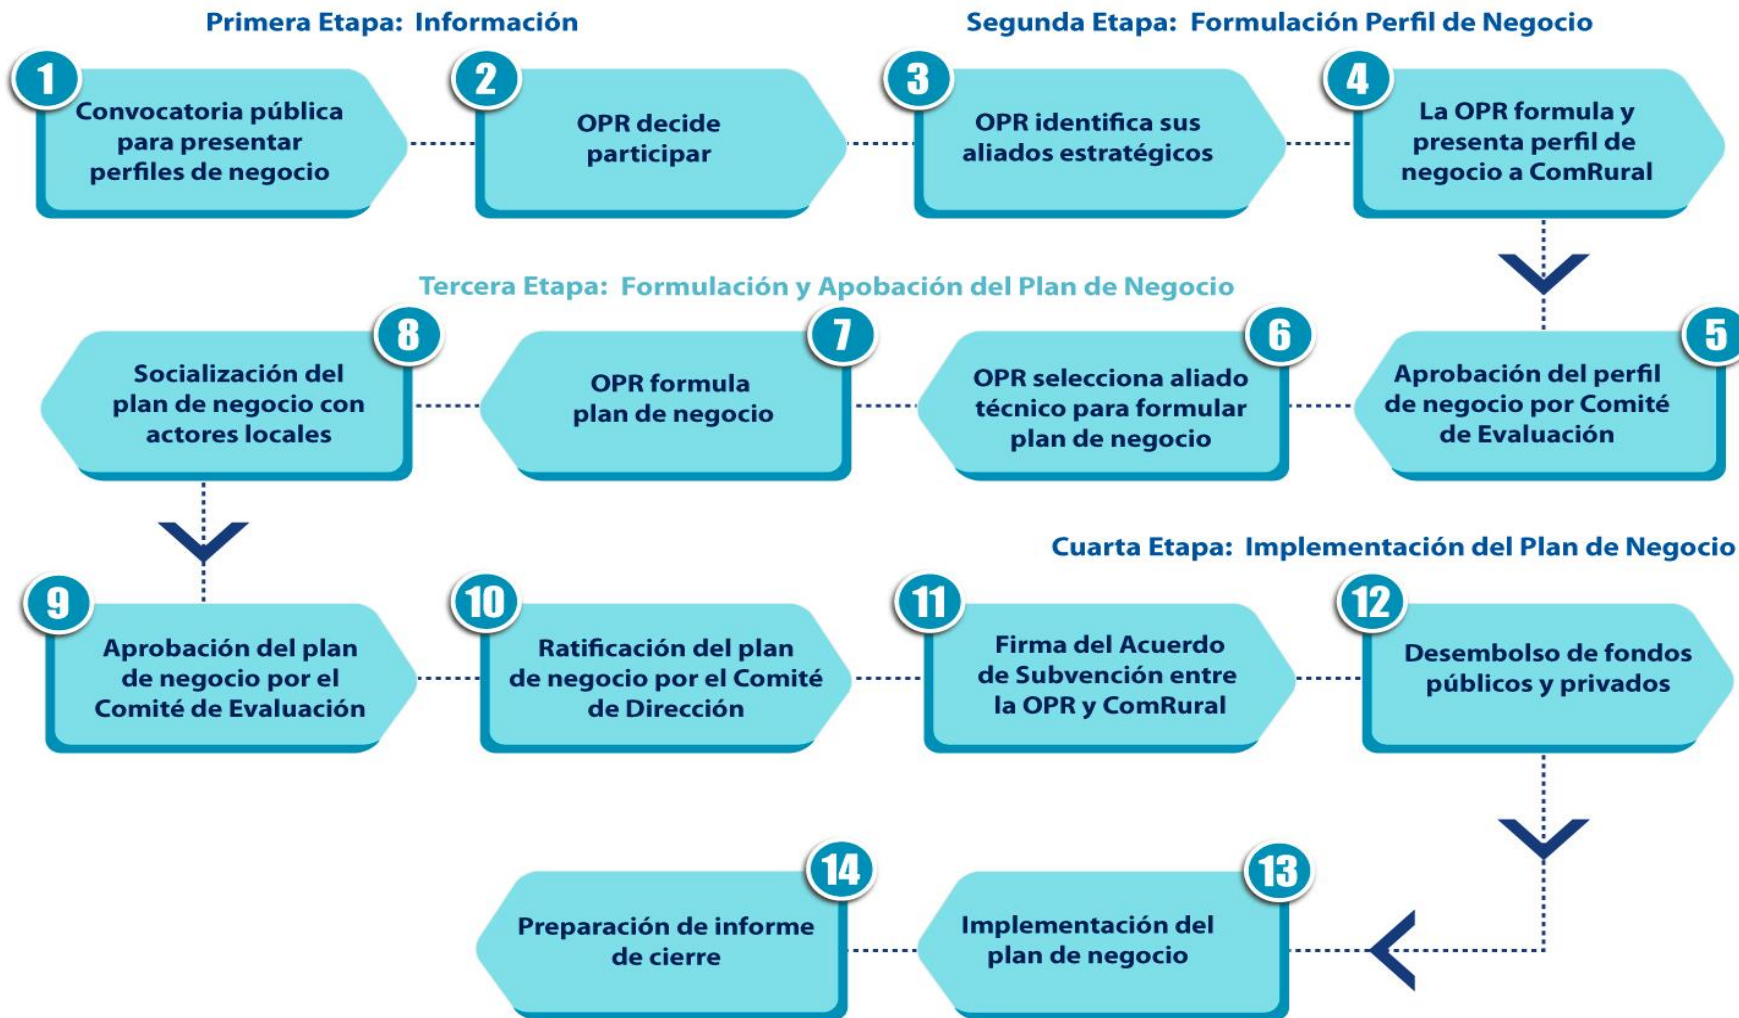 Primera Etapa: Información
Segunda Etapa: Formulación Perfil de Negocio
1
Convocatoria pública
para presentar
perfiles de negocio
2
OPR decide
participar
3
OPR identifica sus
aliados estratégicos
4
La OPR formula y
presenta perfil de
negocio a ComRural
Tercera Etapa: Formulación y Apobación del Plan de Negocio
5
Aprobación del perfil
de negocio por Comité
de Evaluación
6
OPR selecciona aliado
técnico para formular
plan de negocio
7
OPR formula
plan de negocio
8
Socialización del
plan de negocio con
actores locales
Cuarta Etapa: Implementación del Plan de Negocio
9
Aprobación del plan
de negocio por el
Comité de Evaluación
10
Ratificación del plan
de negocio por el Comité
de Dirección
11
Firma del Acuerdo
de Subvención entre
la OPR y ComRural
12
Desembolso de fondos
públicos y privados
13
Implementación del
plan de negocio
14
Preparación de informe
de cierre